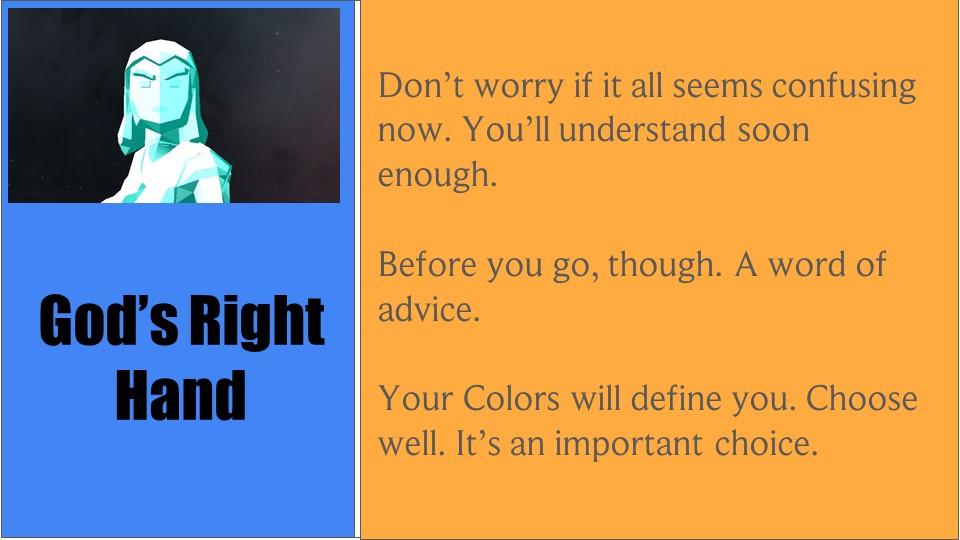 God’s Right
Hand
Don’t worry if it all seems confusing
now. You’ll understand soon
enough.
Before you go, though. A word of
advice.
Your Colors will define you. Choose
well. It’s an important choice.